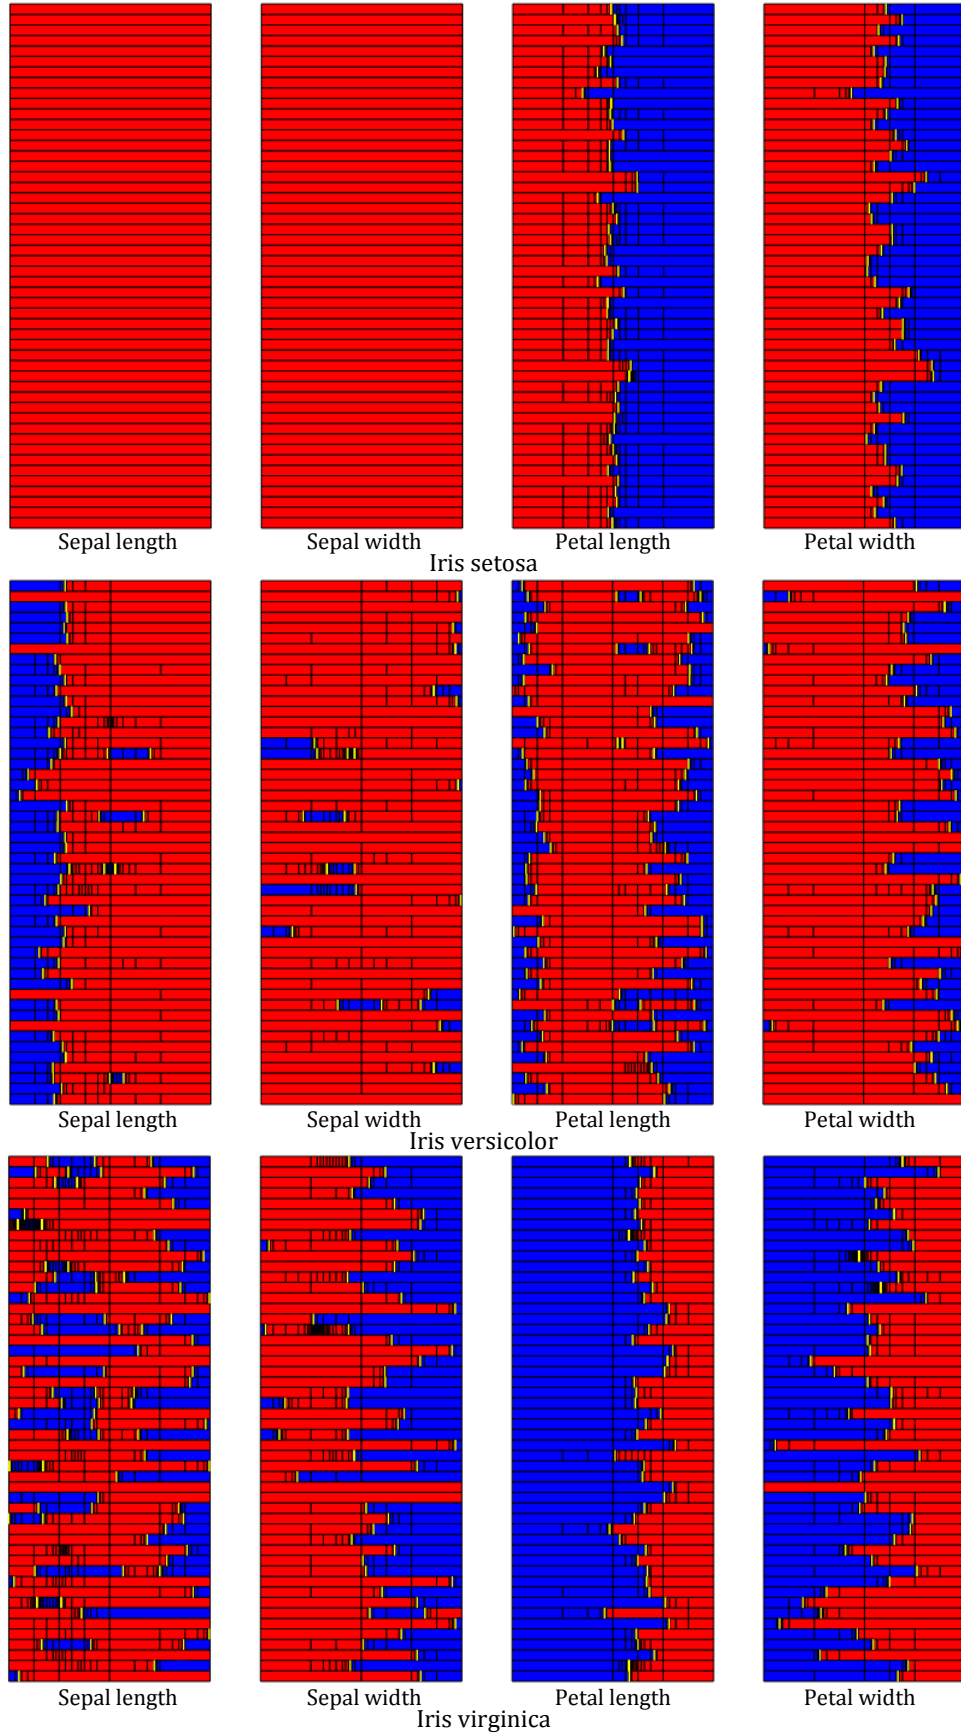 Sepal length Sepal width Petal length Petal width
Iris setosa
Sepal length Sepal width Petal length Petal width
Iris versicolor
Sepal length Sepal width Petal length Petal width
Iris virginica